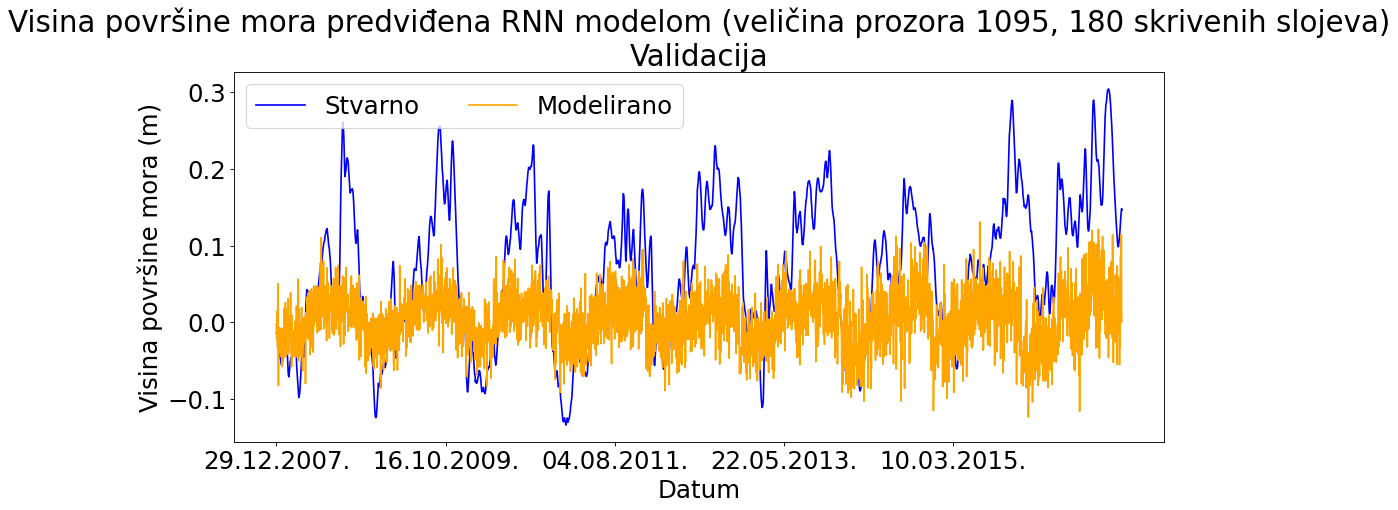 Visina površine mora predviđena RNN modelom (veličina prozora 1095, 180 skrivenih slojeva)
Validacija
Stvarno
Modelirano
Visina površine mora (m)
0.3
0.2
0.1
0.0
−0.1
29.12.2007.
16.10.2009.
04.08.2011.
22.05.2013.
10.03.2015.
Datum